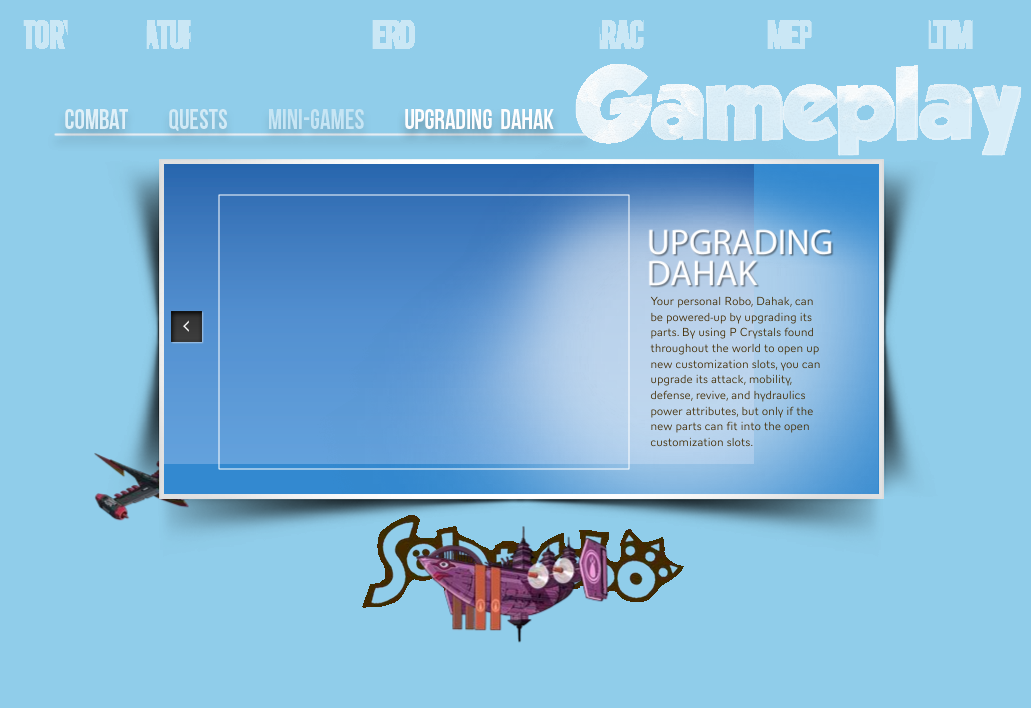 TOR ATUR ERO RAC MEP LTIM
Gameplay
COMBAT QUESTS MINI-GAMES UPGRADING DAHAK
UPGRADING
DAHAK
Your personal Robo, Dahak, can
be powered-up by upgrading its
parts. By using P Crystals found
throughout the world to open up
new customization slots, you can
upgrade its attack, mobility,
defense, revive, and hydraulics
power attributes, but only if the
new parts can fit into the open
customization slots.